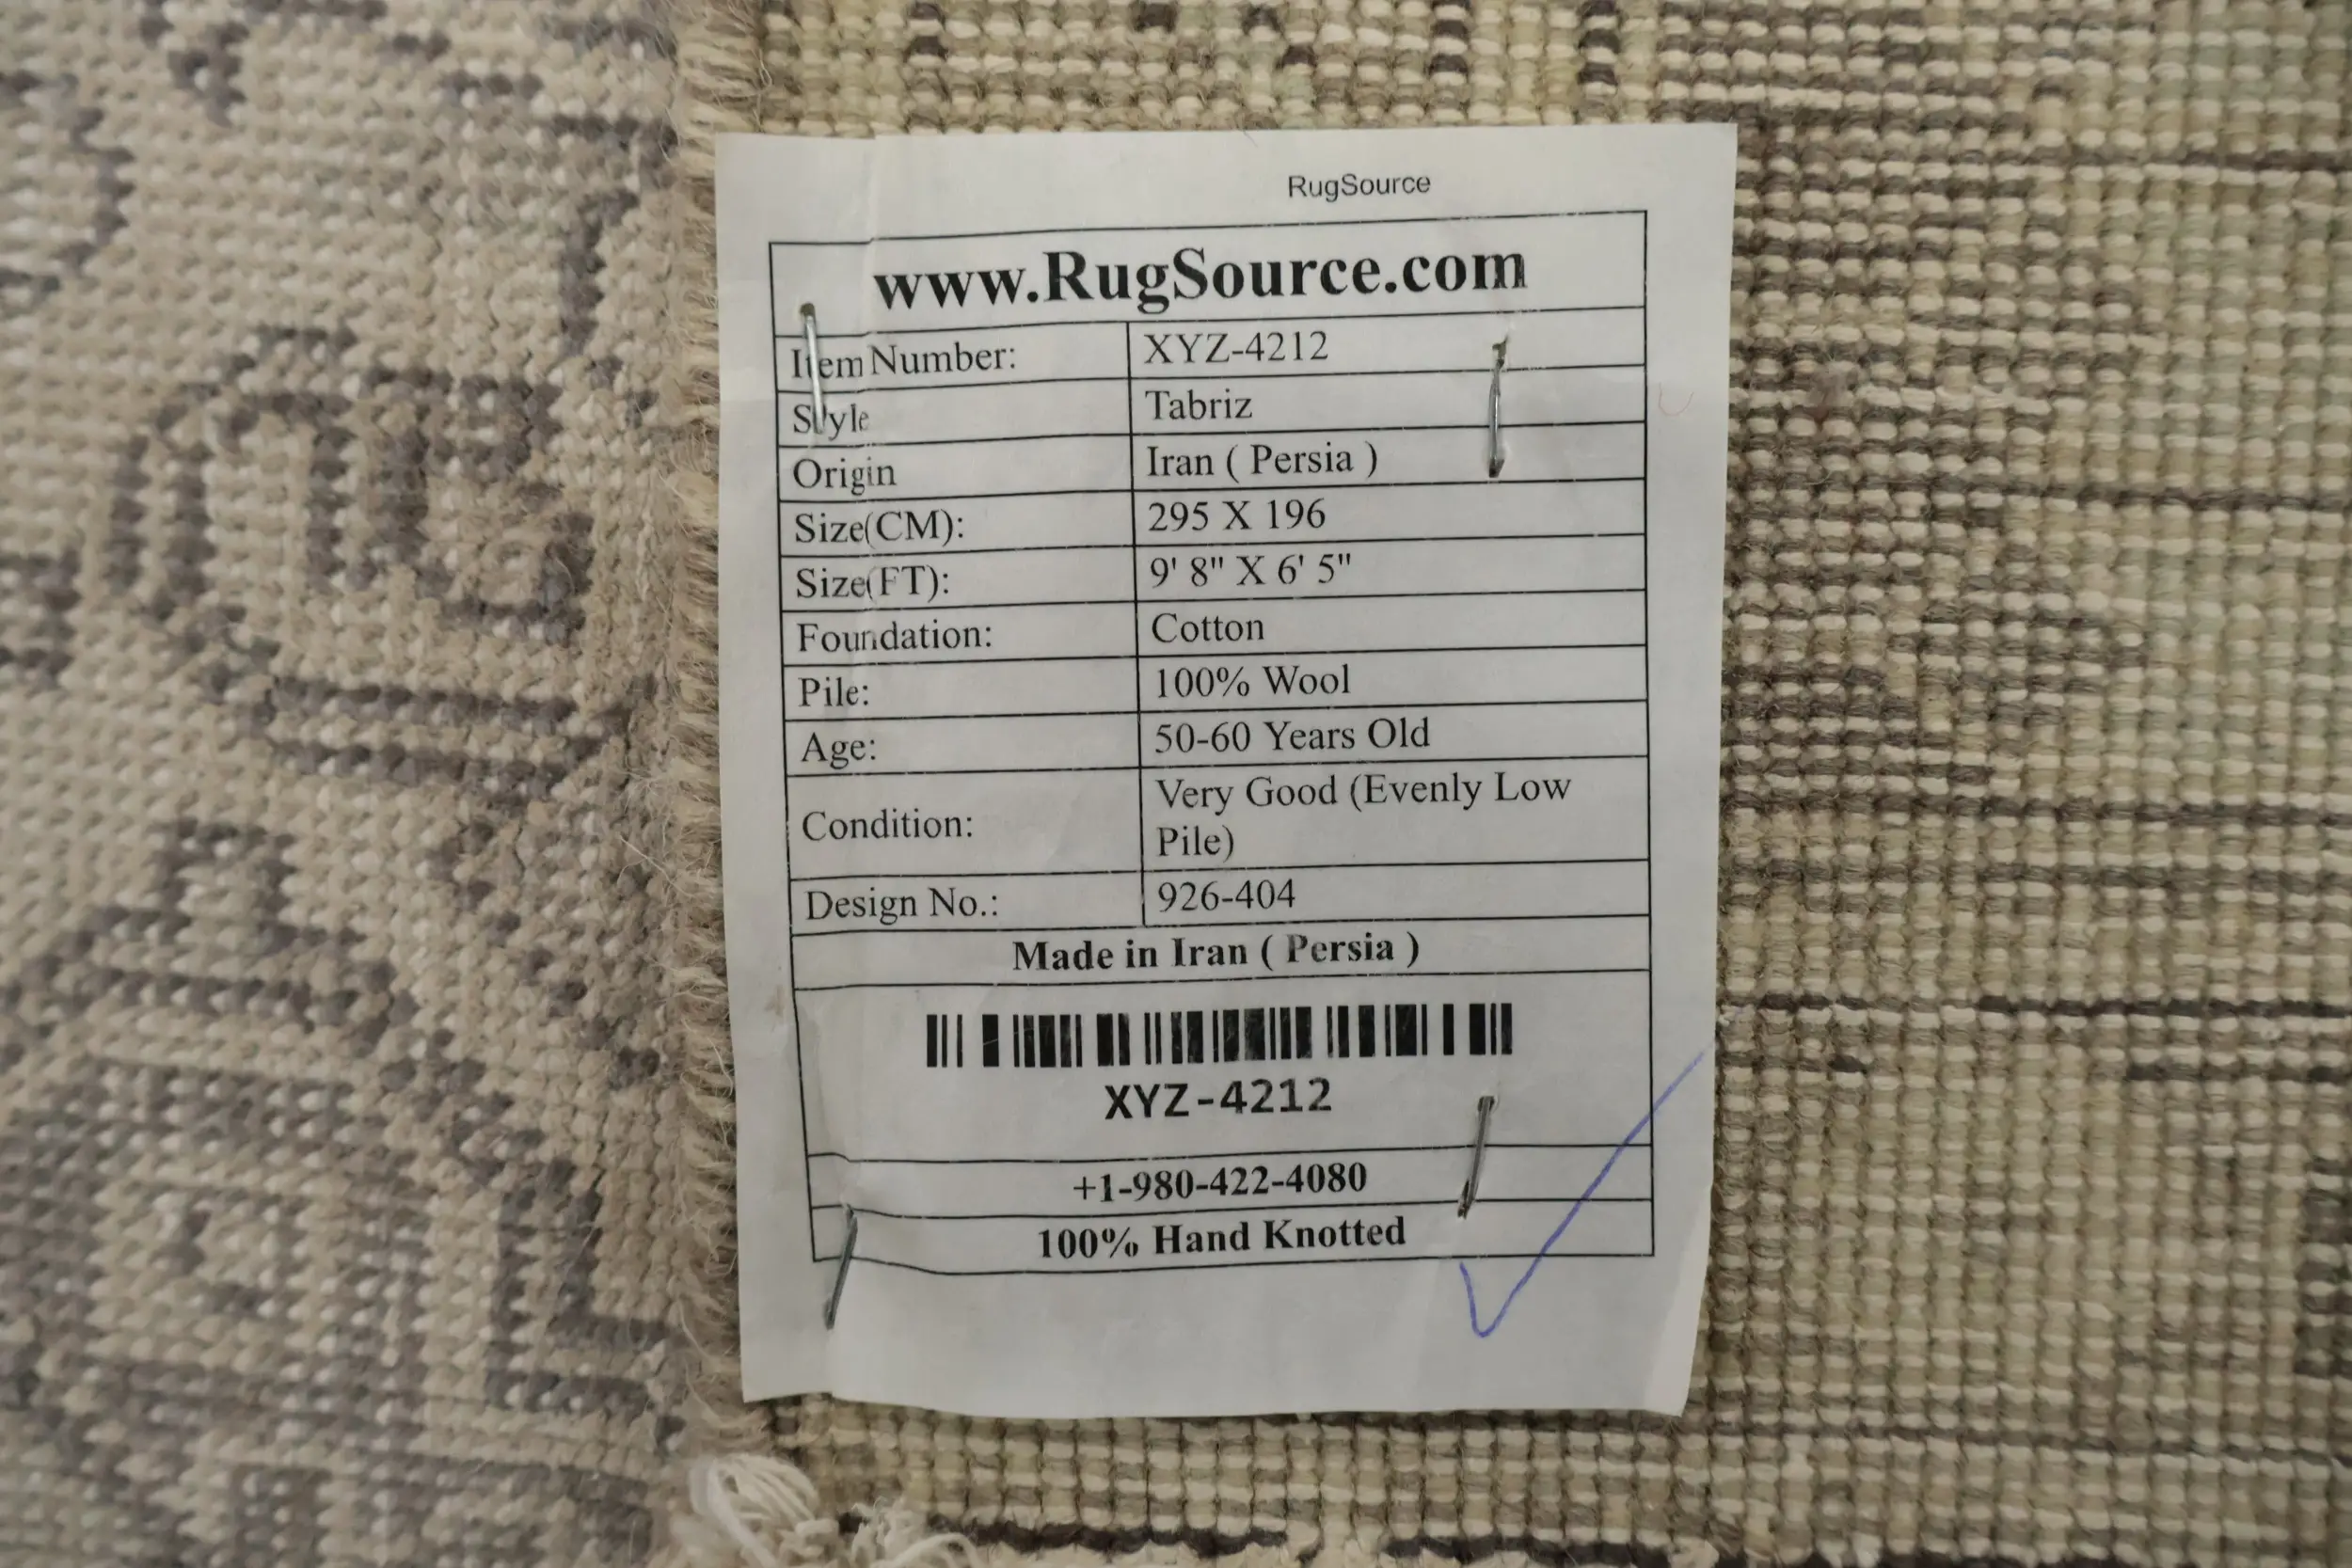 RugSource
www.RugSource.com
Item Number: XYZ-4212
Style Tabriz
Origin Iran ( Persia )
Size(CM): 295 X 196
Size(FT): 9' 8" X 6' 5"
Foundation: Cotton
Pile: 100% Wool
Age: 50-60 Years Old
Condition: Very Good (Evenly Low
Pile)
Design No.: 926-404
Made in Iran ( Persia )
XYZ-4212
+1-980-422-4080
100% Hand Knotted